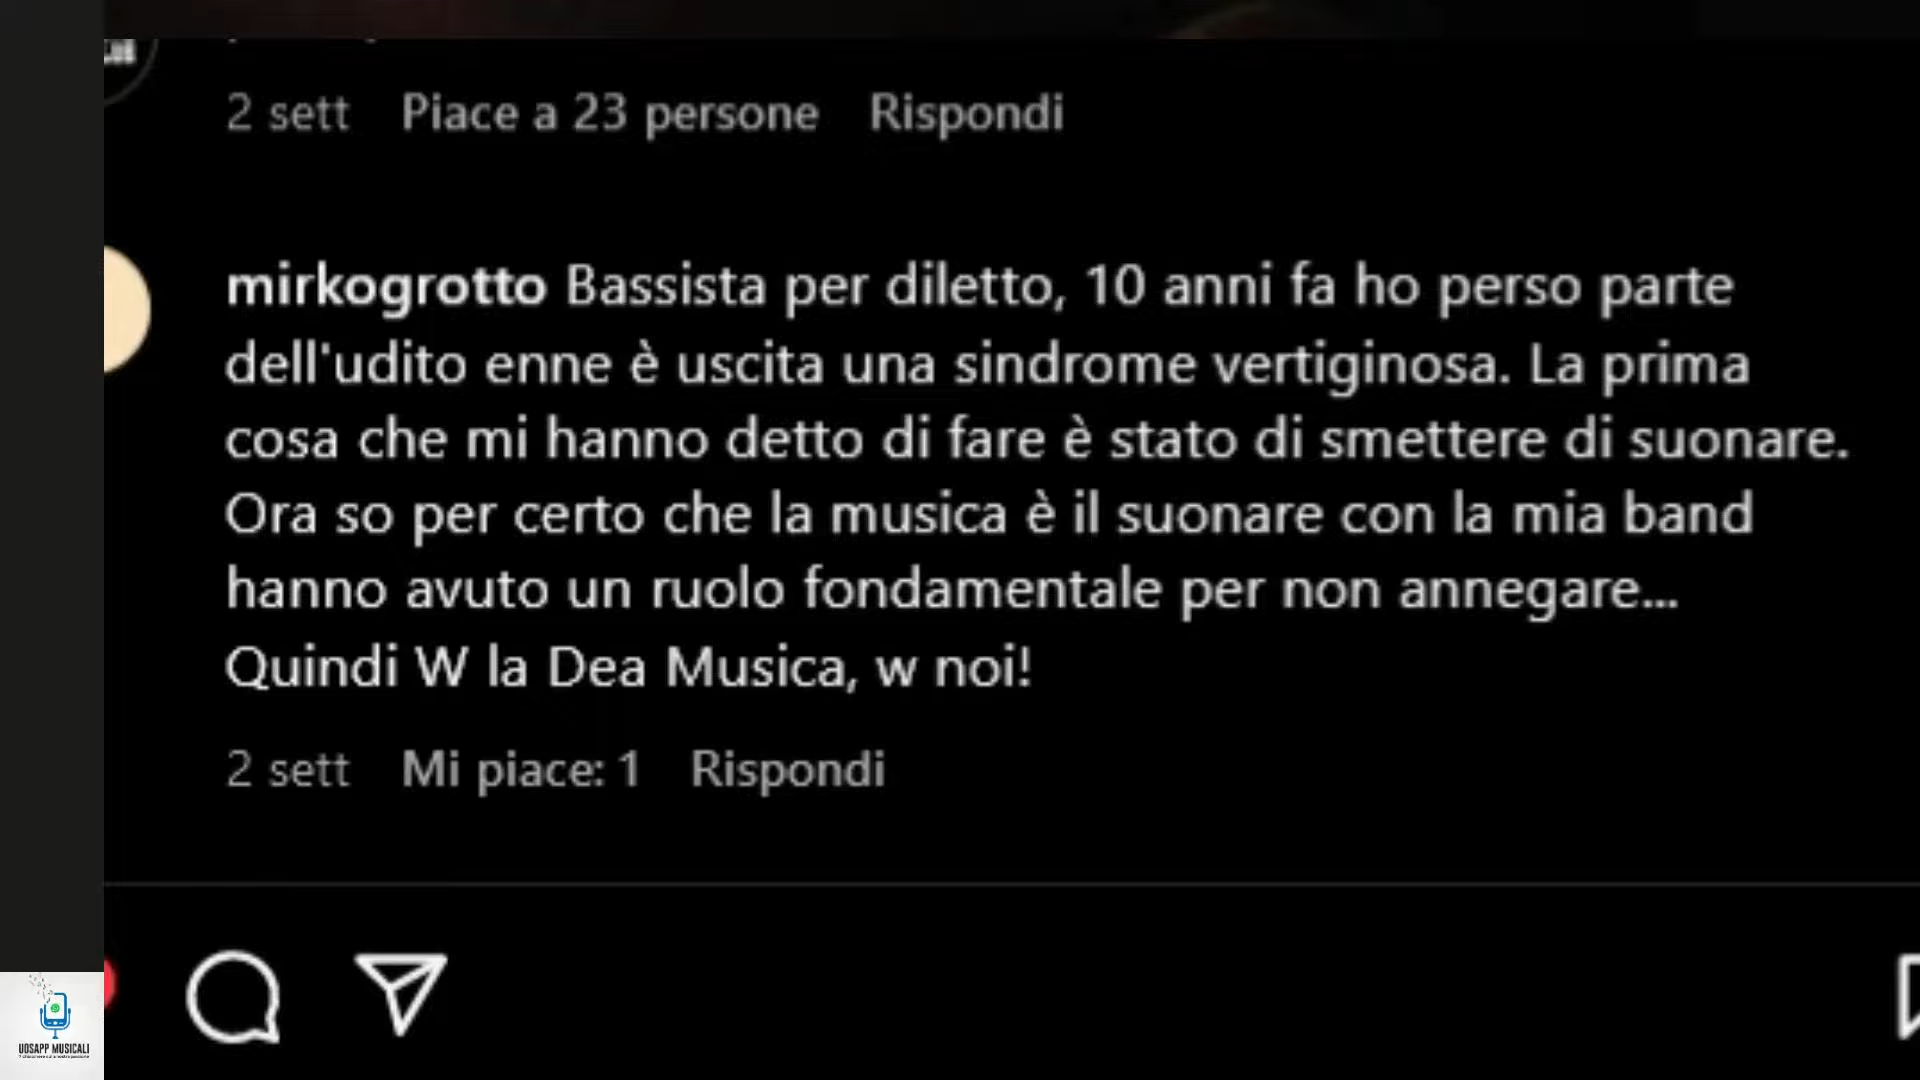 2 sett Piace a 23 persone Rispondi
mirkogrotto Bassista per diletto, 10 anni fa ho perso parte
dell'udito enne è uscita una sindrome vertiginosa. La prima
cosa che mi hanno detto di fare è stato di smettere di suonare.
Ora so per certo che la musica è il suonare con la mia band
hanno avuto un ruolo fondamentale per non annegare...
Quindi W la Dea Musica, w noi!
2 sett Mi piace: 1 Rispondi
UOSAPP MUSICALI